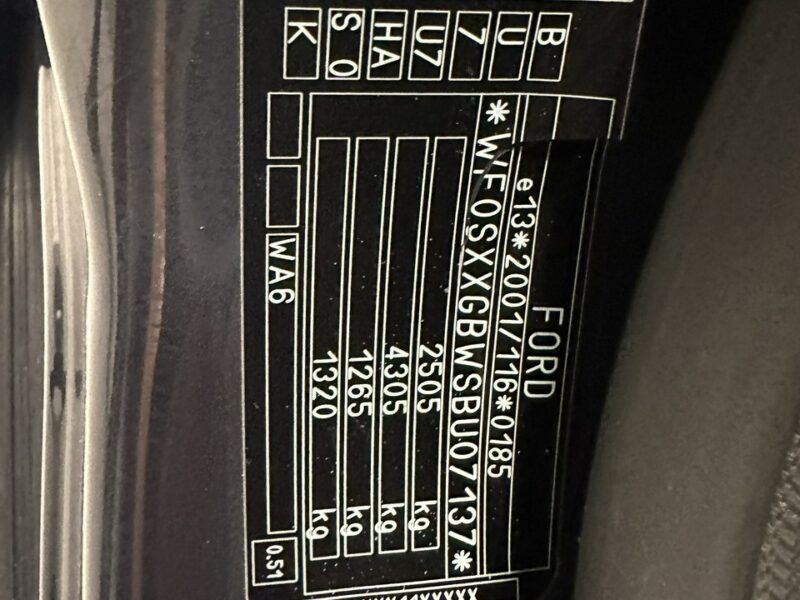 FORD
e13*2001/116*0185
*WF0SXXGBWSBU07137*
2505 kg
4305 kg
1265 kg
1320 kg
WA6
0.51
B
U
7
U7
HA
S 0
K